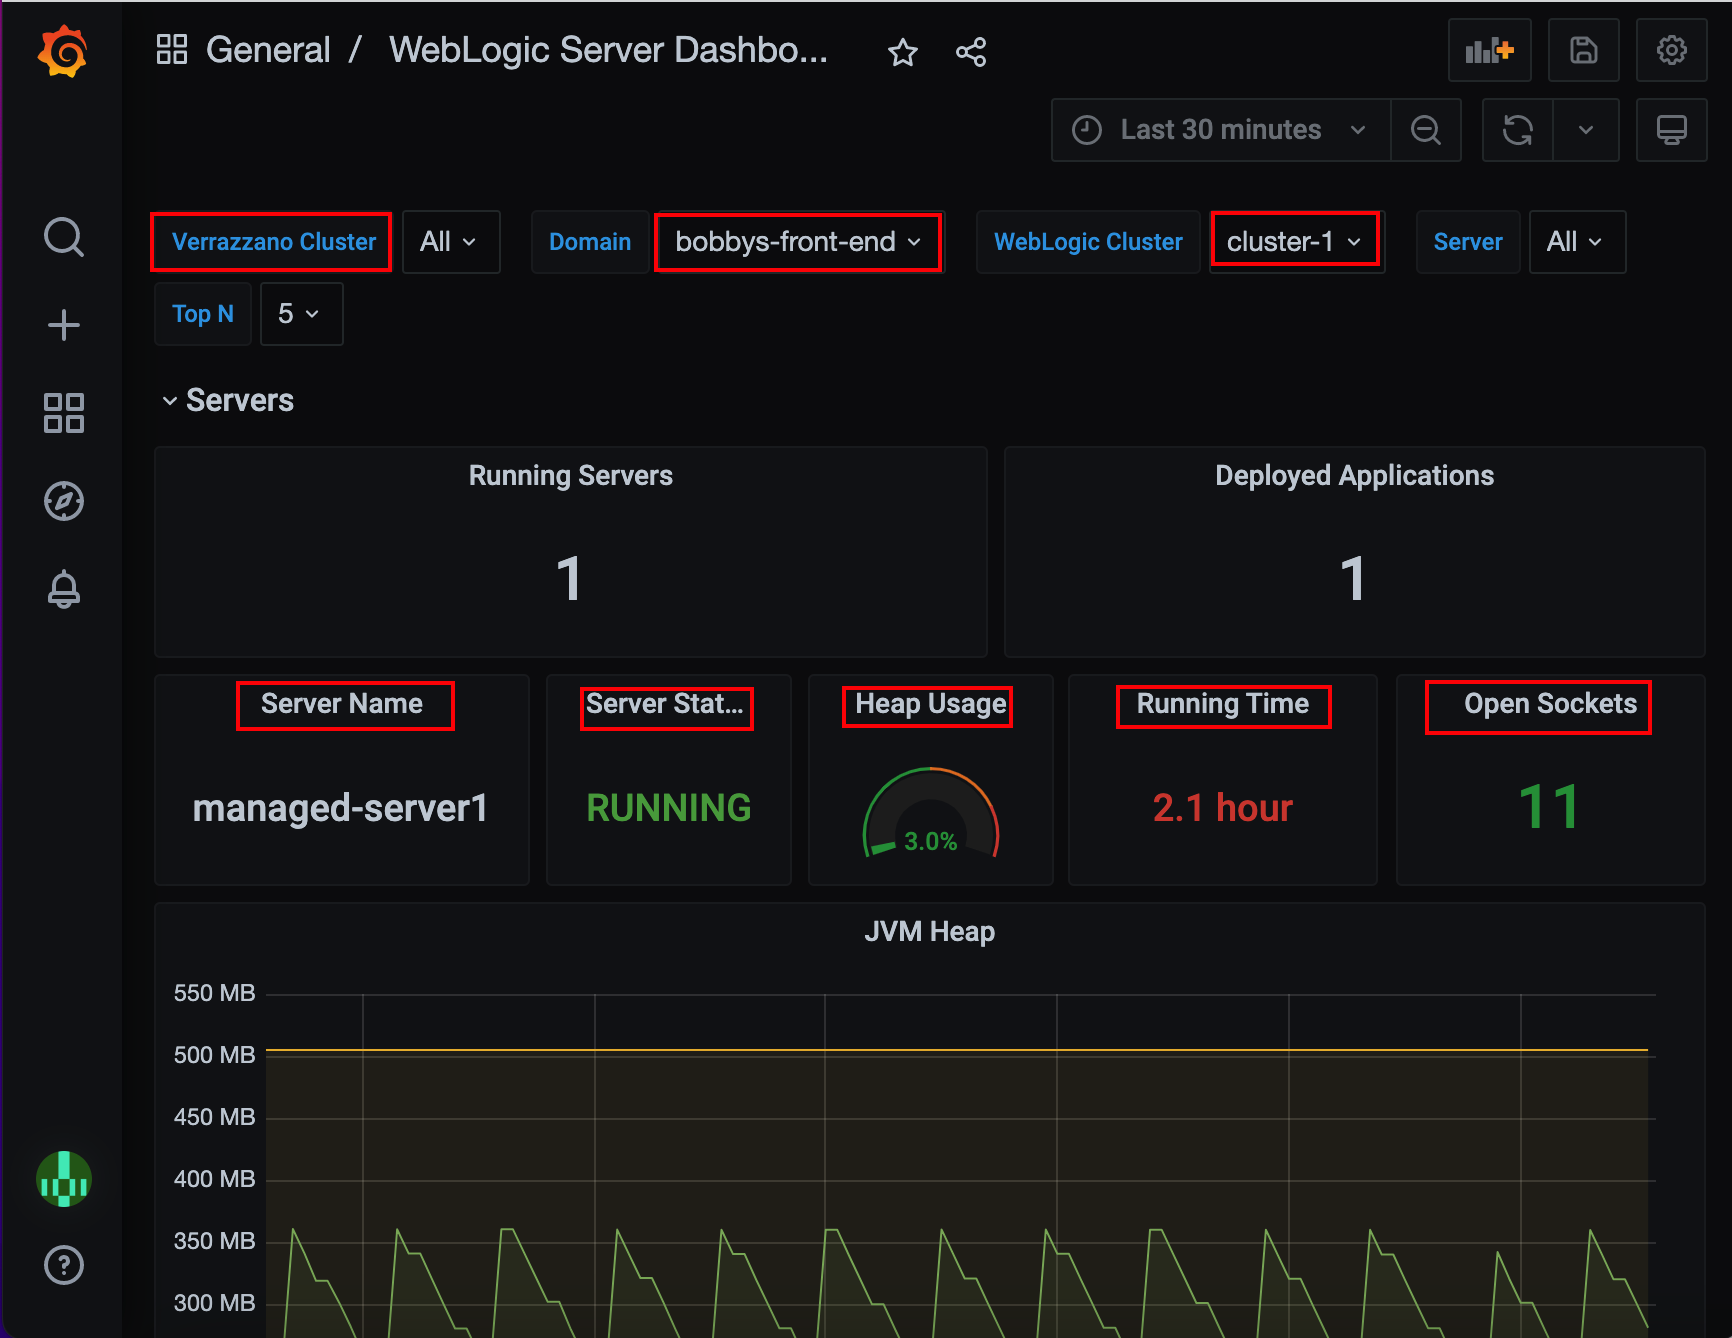 General / WebLogic Server Dashbo...
Last 30 minutes
Verrazzano Cluster All Domain bobbys-front-end WebLogic Cluster cluster-1 Server All
Top N 5
Servers
Running Servers
1
Deployed Applications
1
Server Name
managed-server1
Server Stat...
RUNNING
Heap Usage
3.0%
Running Time
2.1 hour
Open Sockets
11
JVM Heap
550 MB
500 MB
450 MB
400 MB
350 MB
300 MB